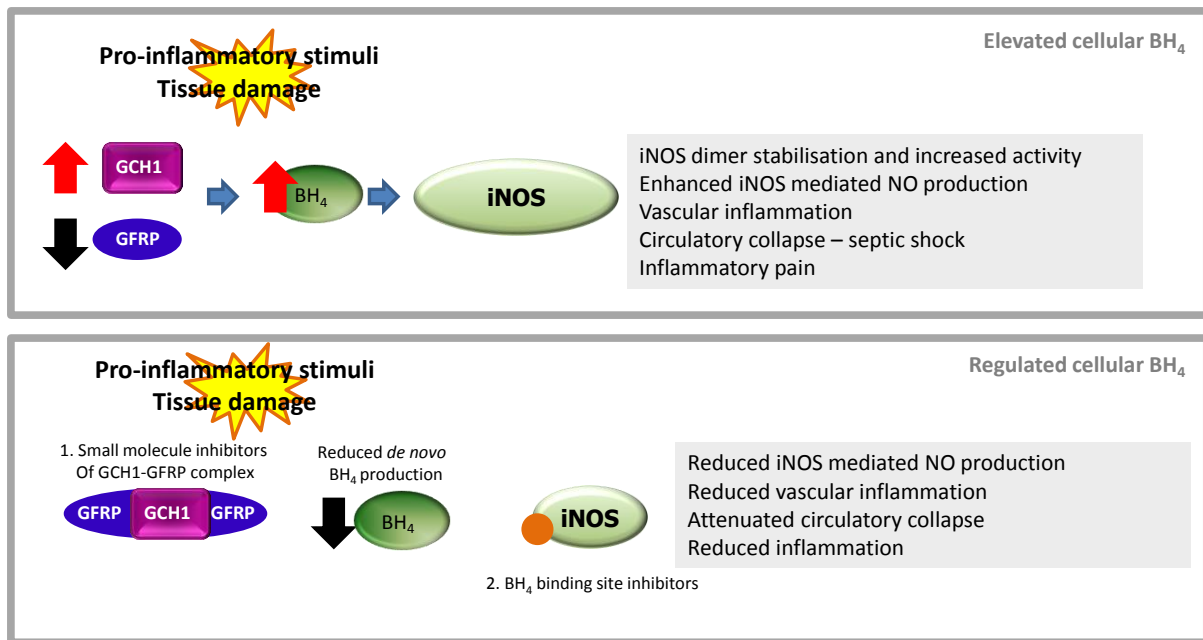 Elevated cellular BH₄
Pro-inflammatory stimuli
Tissue damage
GCH1
GFRP
BH₄
iNOS
iNOS dimer stabilisation and increased activity
Enhanced iNOS mediated NO production
Vascular inflammation
Circulatory collapse – septic shock
Inflammatory pain
Regulated cellular BH₄
Pro-inflammatory stimuli
Tissue damage
1. Small molecule inhibitors
Of GCH1-GFRP complex
GFRP GCH1 GFRP
Reduced de novo
BH₄ production
BH₄
iNOS
2. BH₄ binding site inhibitors
Reduced iNOS mediated NO production
Reduced vascular inflammation
Attenuated circulatory collapse
Reduced inflammation